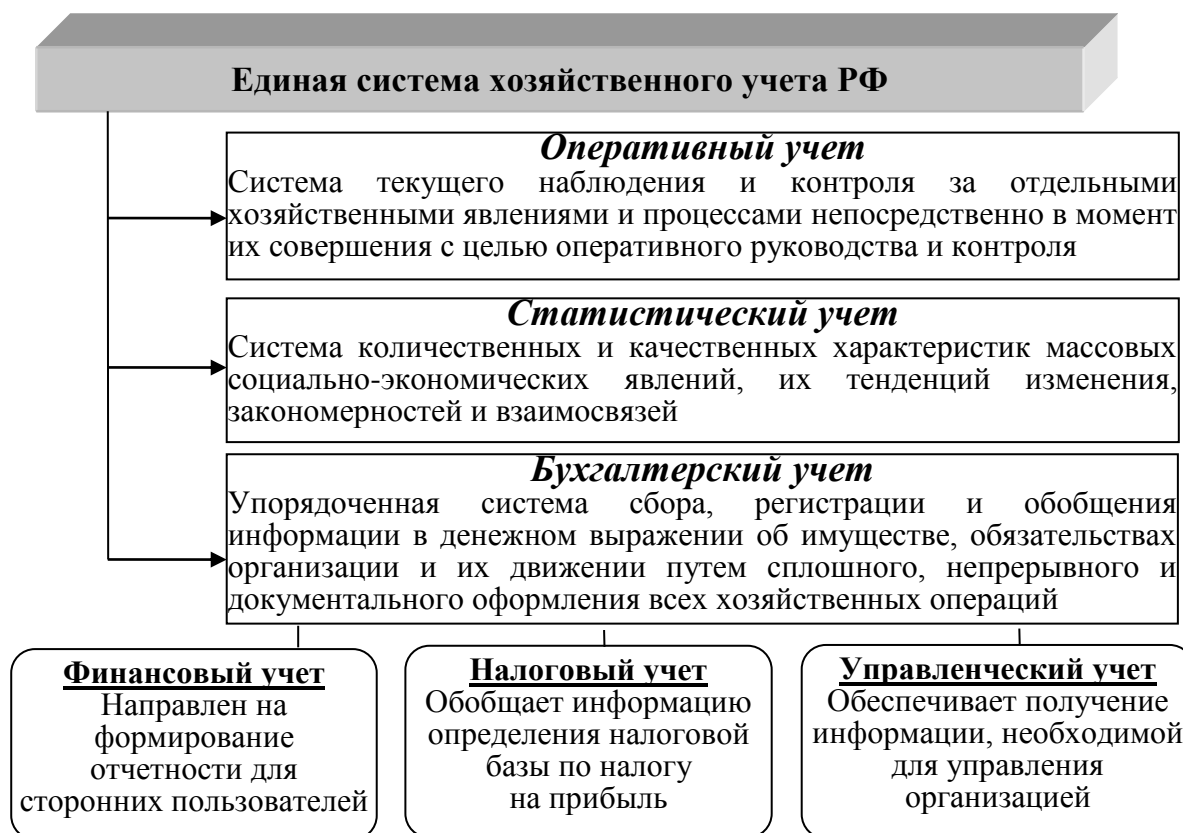 Единая система хозяйственного учета РФ
Оперативный учет
Система текущего наблюдения и контроля за отдельными
хозяйственными явлениями и процессами непосредственно в момент
их совершения с целью оперативного руководства и контроля
Статистический учет
Система количественных и качественных характеристик массовых
социально-экономических явлений, их тенденций изменения,
закономерностей и взаимосвязей
Бухгалтерский учет
Упорядоченная система сбора, регистрации и обобщения
информации в денежном выражении об имуществе, обязательствах
организации и их движении путем сплошного, непрерывного и
документального оформления всех хозяйственных операций
Финансовый учет
Направлен на
формирование
отчетности для
сторонних пользователей
Налоговый учет
Обобщает информацию
определения налоговой
базы по налогу
на прибыль
Управленческий учет
Обеспечивает получение
информации, необходимой
для управления
организацией